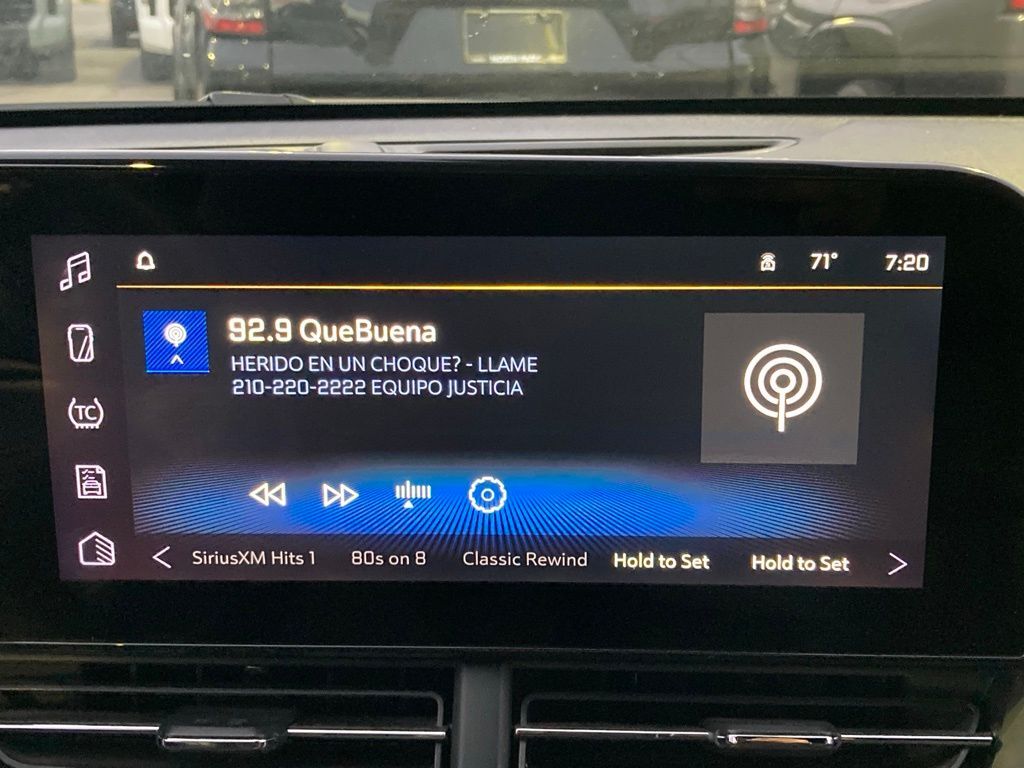 71° 7:20
92.9 QueBuena
HERIDO EN UN CHOQUE? - LLAME
210-220-2222 EQUIPO JUSTICIA
TC
SiriusXM Hits 1 80s on 8 Classic Rewind Hold to Set Hold to Set